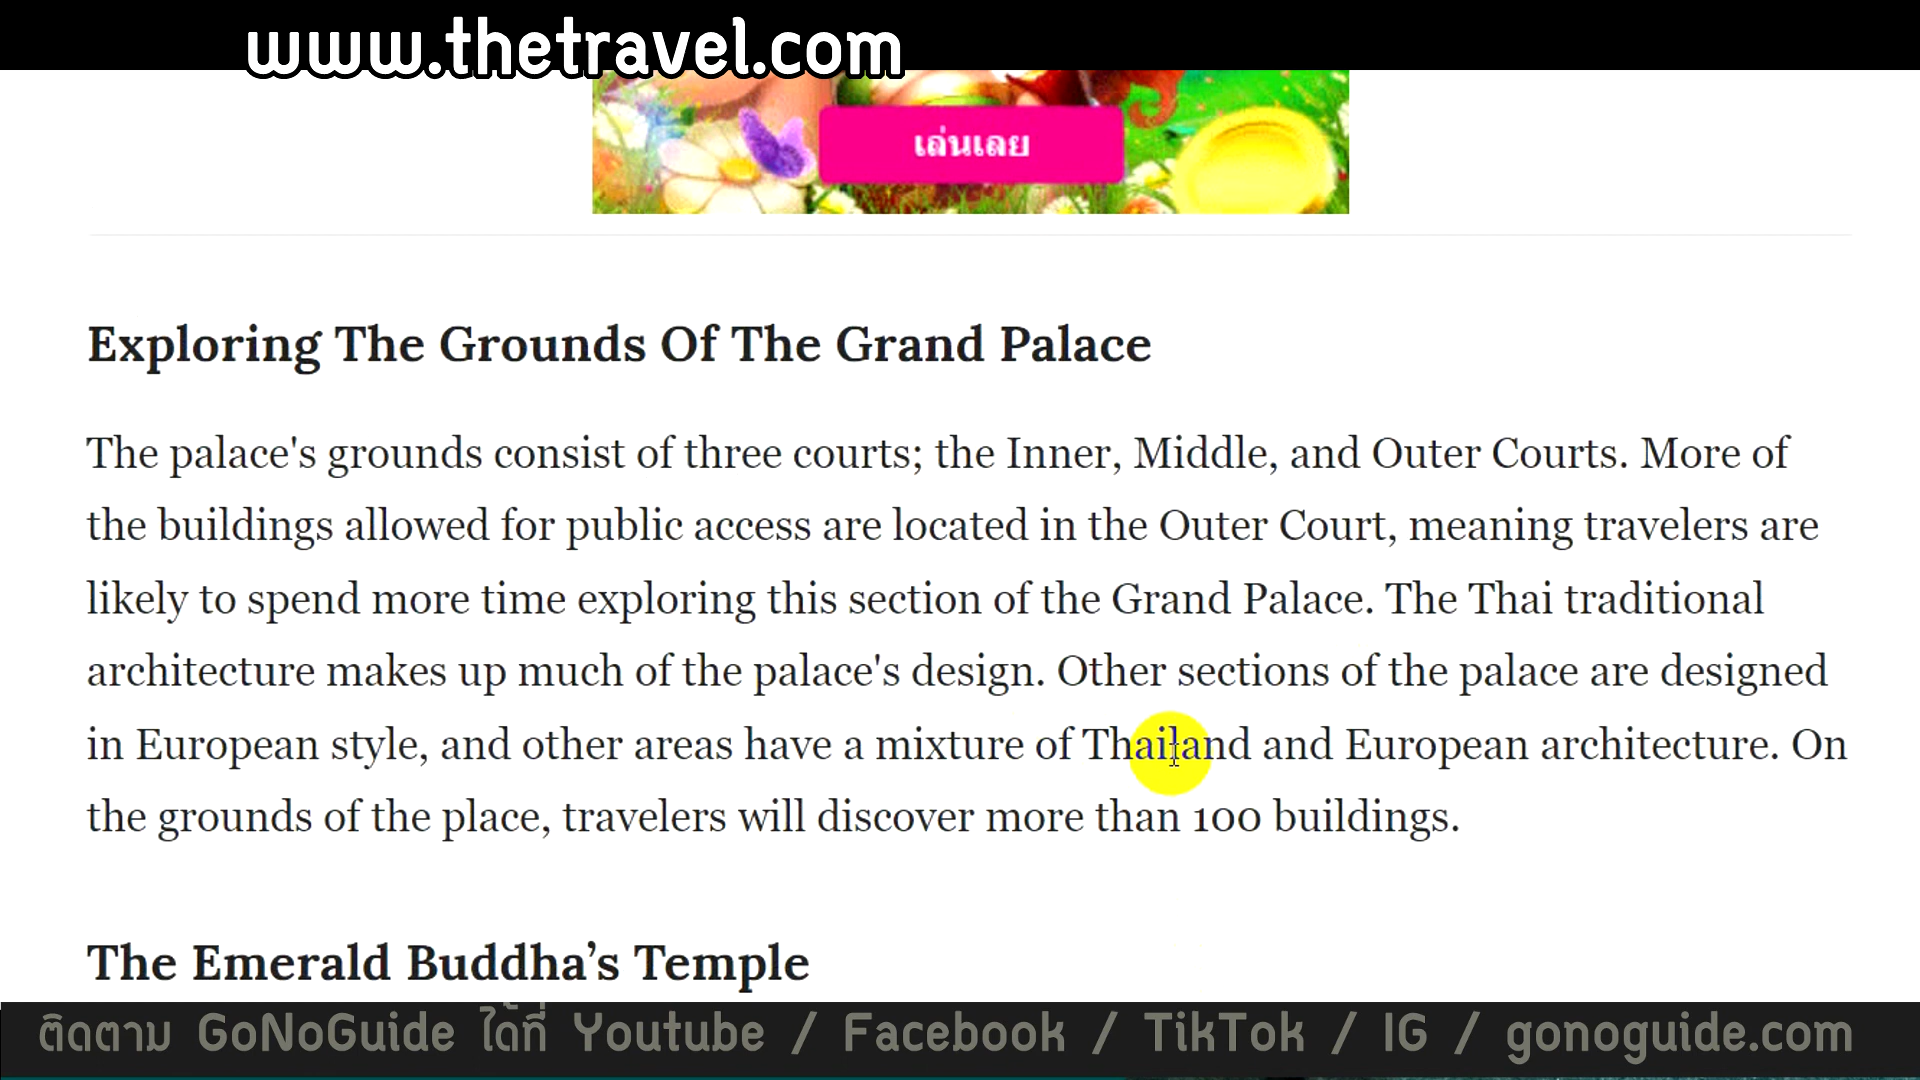 www.thetravel.com
เล่นเลย
Exploring The Grounds Of The Grand Palace
The palace's grounds consist of three courts; the Inner, Middle, and Outer Courts. More of
the buildings allowed for public access are located in the Outer Court, meaning travelers are
likely to spend more time exploring this section of the Grand Palace. The Thai traditional
architecture makes up much of the palace's design. Other sections of the palace are designed
in European style, and other areas have a mixture of Thailand and European architecture. On
the grounds of the place, travelers will discover more than 100 buildings.
The Emerald Buddha’s Temple
ติดตาม GoNoGuide ได้ที่ Youtube / Facebook / TikTok / IG / gonoguide.com